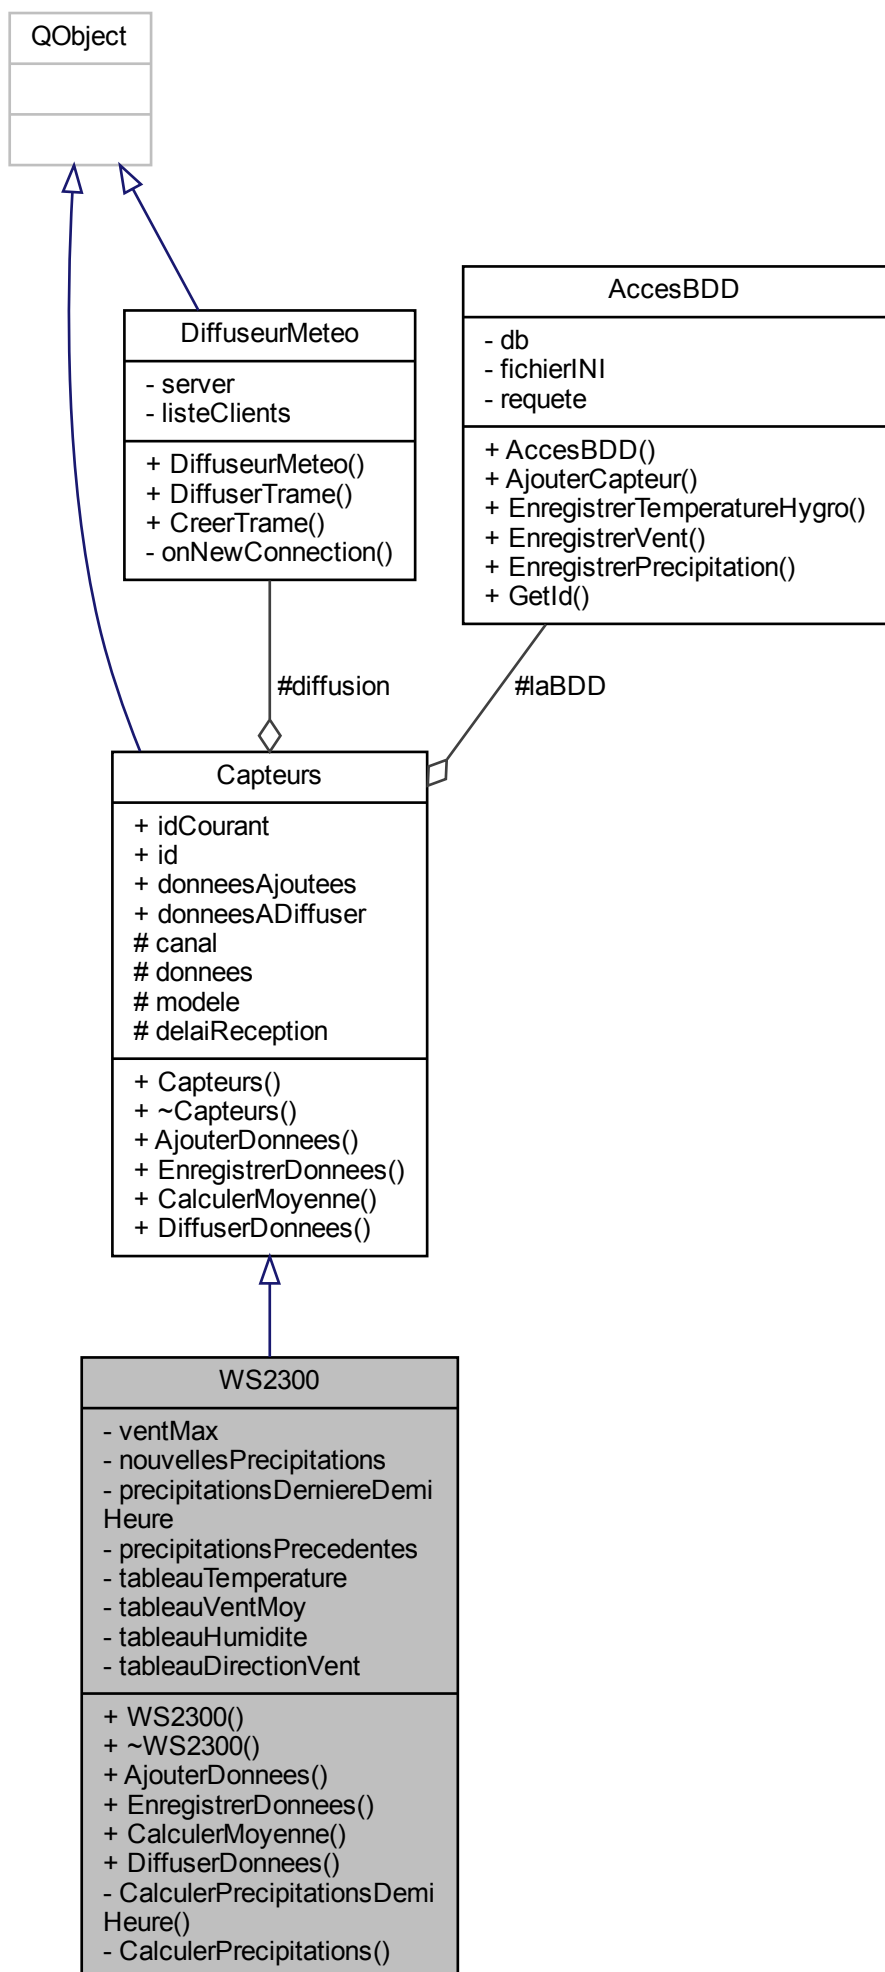 QObject
DiffuseurMeteo
- server
- listeClients
+ DiffuseurMeteo()
+ DiffuserTrame()
+ CreerTrame()
- onNewConnection()
AccesBDD
- db
- fichierINI
- requete
+ AccesBDD()
+ AjouterCapteur()
+ EnregistrerTemperatureHygro()
+ EnregistrerVent()
+ EnregistrerPrecipitation()
+ GetId()
#diffusion
#laBDD
Capteurs
+ idCourant
+ id
+ donneesAjoutees
+ donneesADiffuser
# canal
# donnees
# modele
# delaiReception
+ Capteurs()
+ ~Capteurs()
+ AjouterDonnees()
+ EnregistrerDonnees()
+ CalculerMoyenne()
+ DiffuserDonnees()
WS2300
- ventMax
- nouvellesPrecipitations
- precipitationsDerniereDemi
Heure
- precipitationsPrecedentes
- tableauTemperature
- tableauVentMoy
- tableauHumidite
- tableauDirectionVent
+ WS2300()
+ ~WS2300()
+ AjouterDonnees()
+ EnregistrerDonnees()
+ CalculerMoyenne()
+ DiffuserDonnees()
- CalculerPrecipitationsDemi
Heure()
- CalculerPrecipitations()